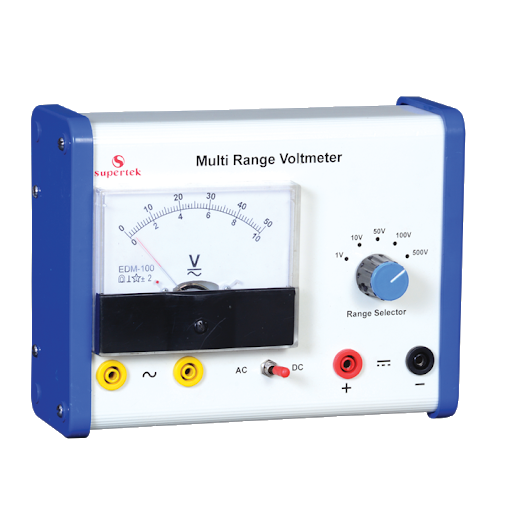 supertek
Multi Range Voltmeter
0 10 20 30 40 50
0 2 4 6 8 10
V
EDM-100
2
1V 10V 50V 100V 500V
Range Selector
AC DC
~
+ −